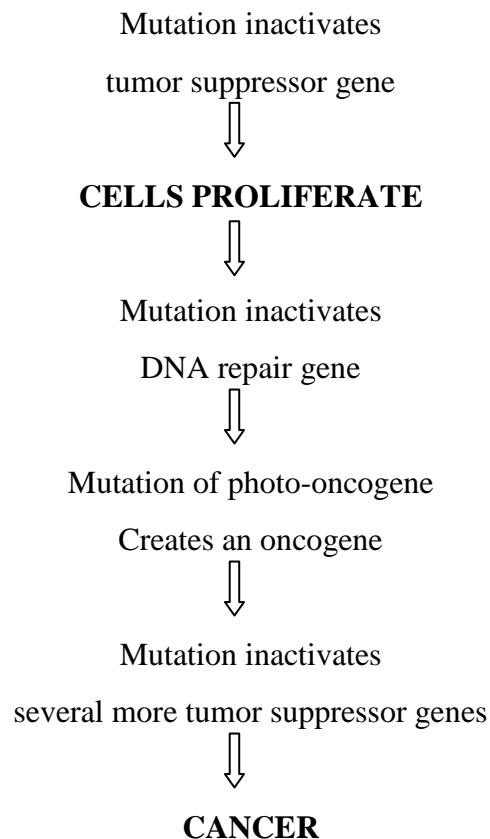 Mutation inactivates
tumor suppressor gene
CELLS PROLIFERATE
Mutation inactivates
DNA repair gene
Mutation of photo-oncogene
Creates an oncogene
Mutation inactivates
several more tumor suppressor genes
CANCER